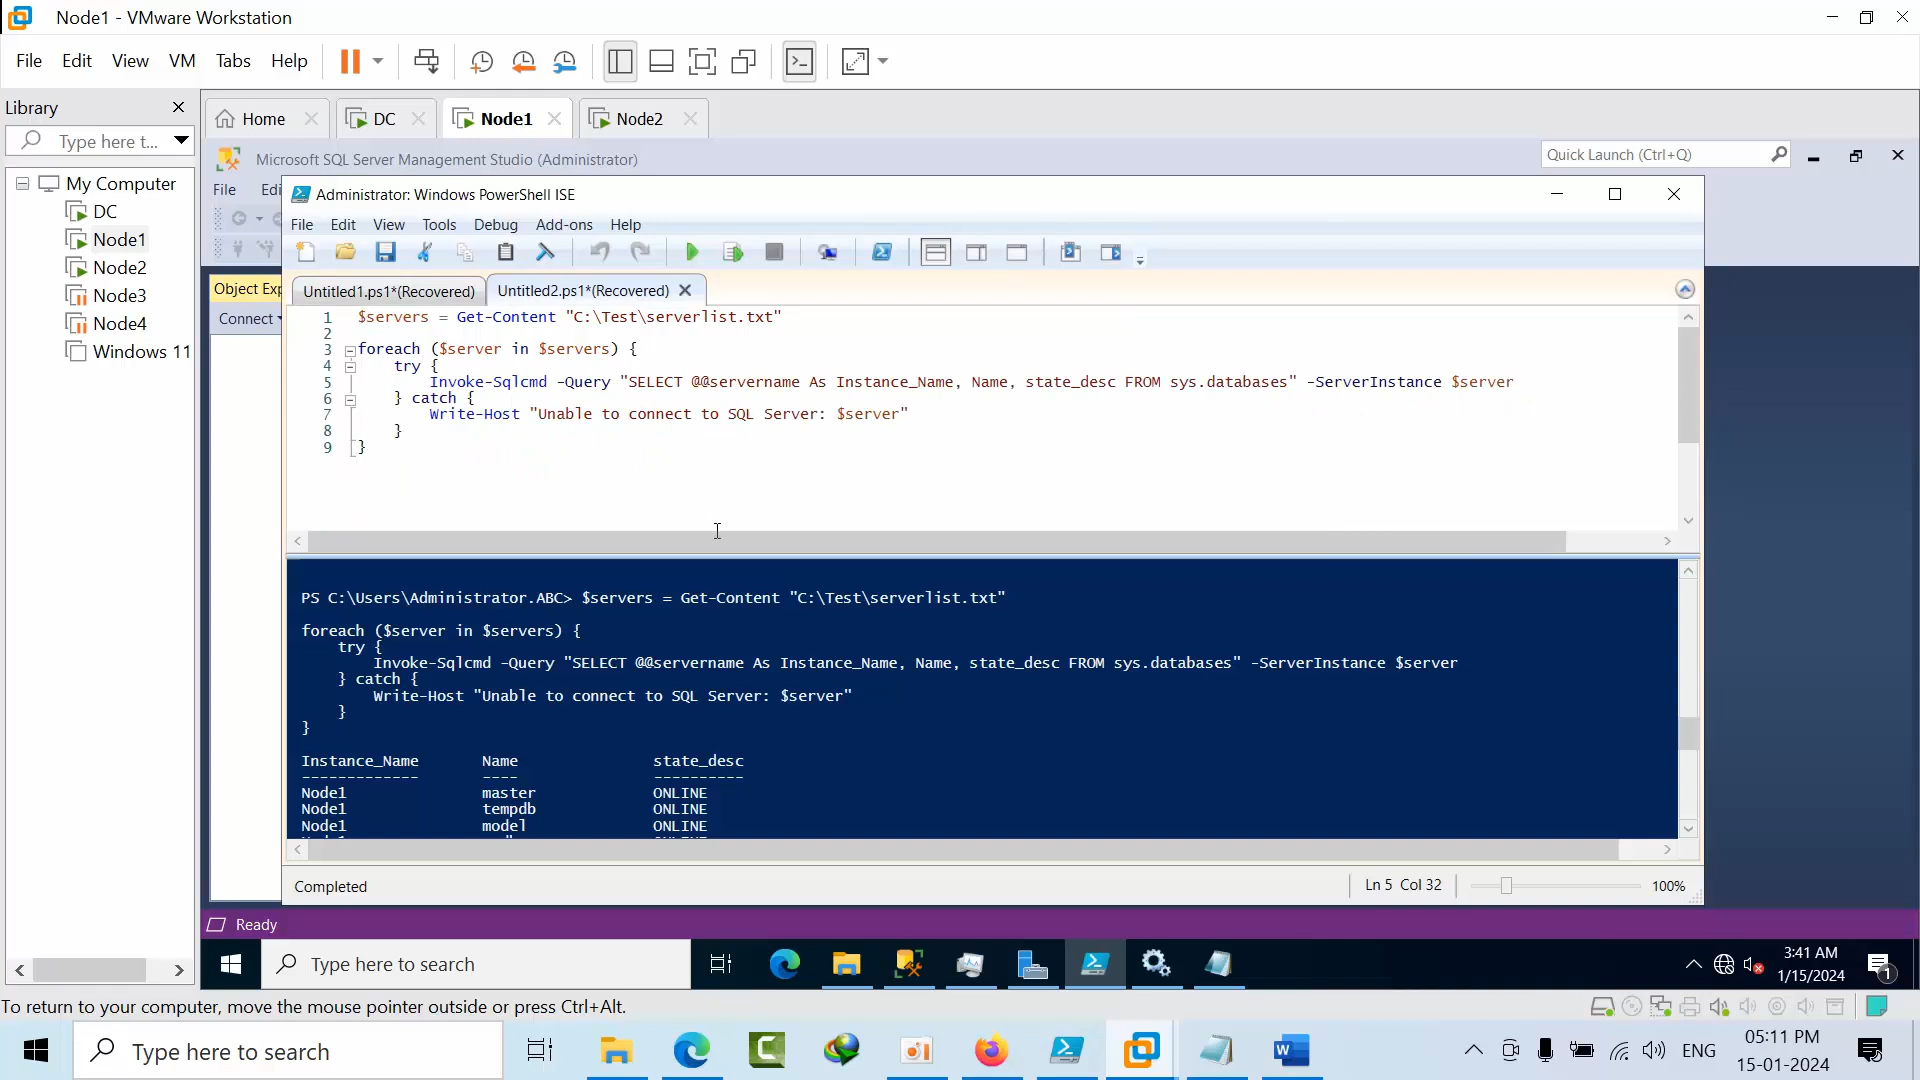 Node1 - VMware Workstation
File Edit View VM Tabs Help
Library
Type here t...
My Computer
DC
Node1
Node2
Node3
Node4
Windows 11
Home DC Node1 Node2
Microsoft SQL Server Management Studio (Administrator)
Quick Launch (Ctrl+Q)
File
Object Exp
Connect
Administrator: Windows PowerShell ISE
File Edit View Tools Debug Add-ons Help
Untitled1.ps1*(Recovered) Untitled2.ps1*(Recovered)
1 $servers = Get-Content "C:\Test\serverlist.txt"
2
3 foreach ($server in $servers) {
4 try {
5 Invoke-Sqlcmd -Query "SELECT @@servername As Instance_Name, Name, state_desc FROM sys.databases" -ServerInstance $server
6 } catch {
7 Write-Host "Unable to connect to SQL Server: $server"
8 }
9 }
PS C:\Users\Administrator.ABC> $servers = Get-Content "C:\Test\serverlist.txt"
foreach ($server in $servers) {
try {
Invoke-Sqlcmd -Query "SELECT @@servername As Instance_Name, Name, state_desc FROM sys.databases" -ServerInstance $server
} catch {
Write-Host "Unable to connect to SQL Server: $server"
}
}
Instance_Name Name state_desc
------------- ---- ----------
Node1 master ONLINE
Node1 tempdb ONLINE
Node1 model ONLINE
Completed
Ln 5 Col 32
100%
Ready
Type here to search
3:41 AM
1/15/2024
1
To return to your computer, move the mouse pointer outside or press Ctrl+Alt.
Type here to search
ENG
05:11 PM
15-01-2024